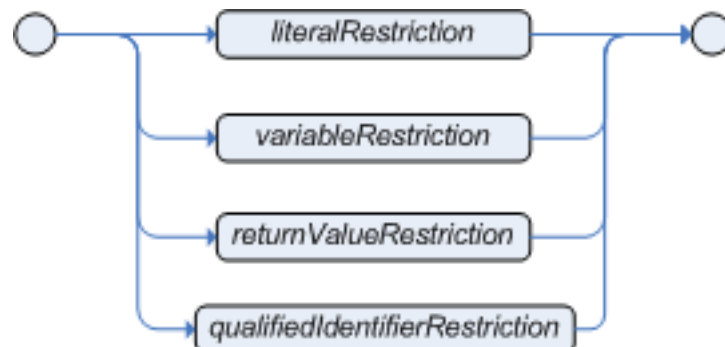 literalRestriction
variableRestriction
returnValueRestriction
qualifiedIdentifierRestriction